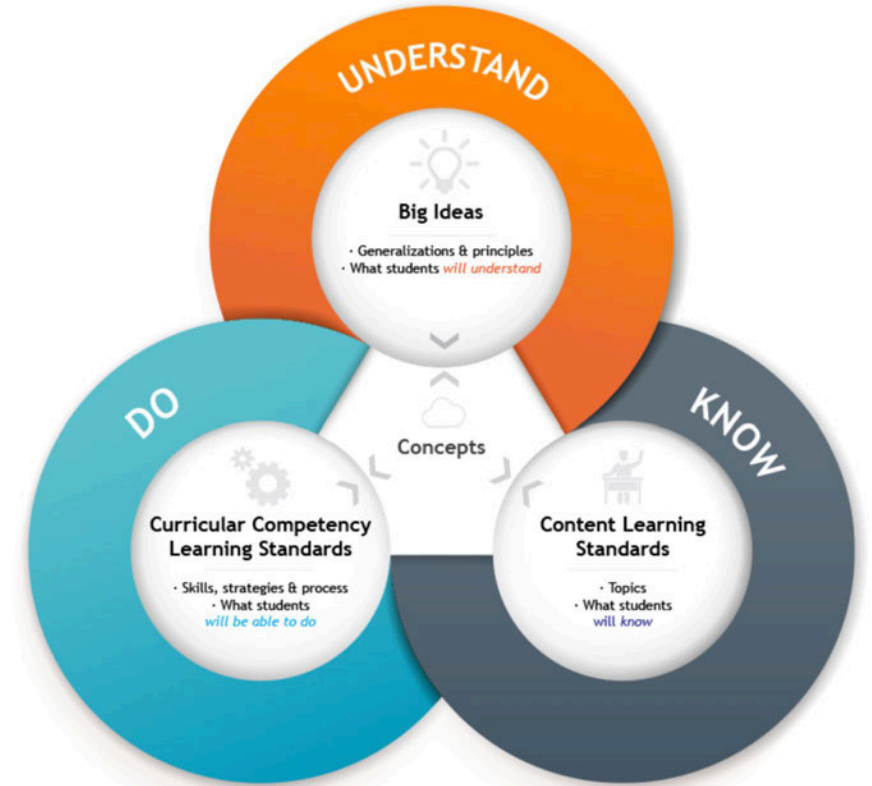 UNDERSTAND
Big Ideas
· Generalizations & principles
· What students will understand
DO
KNOW
Concepts
Curricular Competency
Learning Standards
· Skills, strategies & process
· What students
will be able to do
Content Learning
Standards
· Topics
· What students
will know